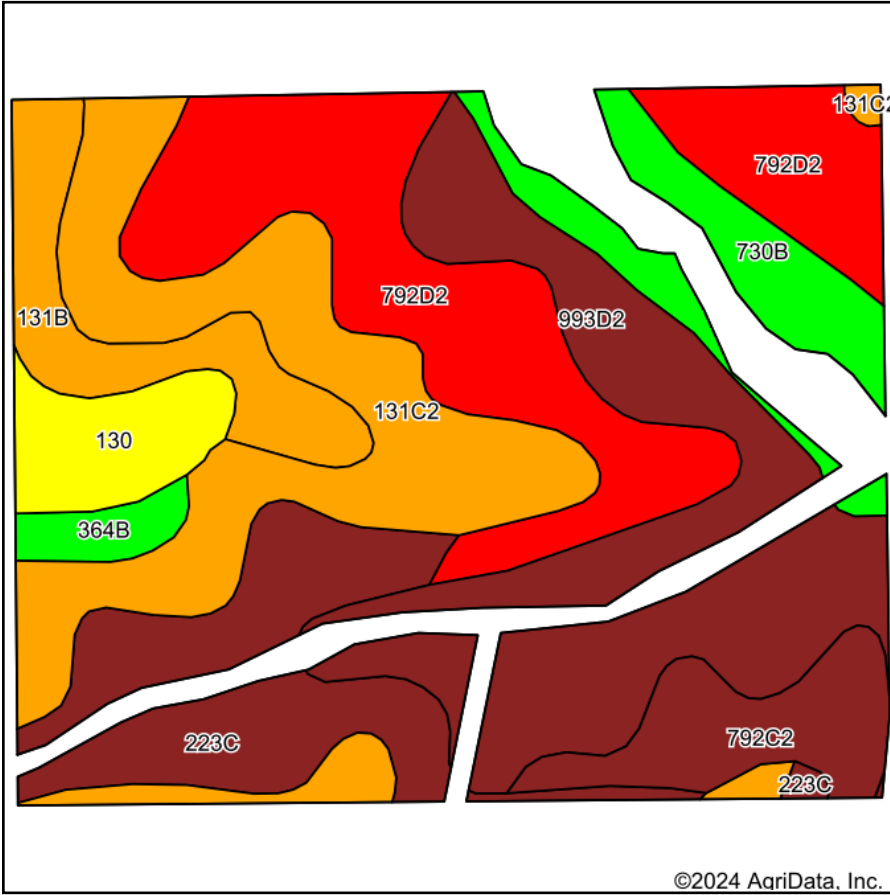 131C2
792D2
730B
792D2
131B
993D2
131C2
130
364B
223C
792C2
223C
©2024 AgriData, Inc.